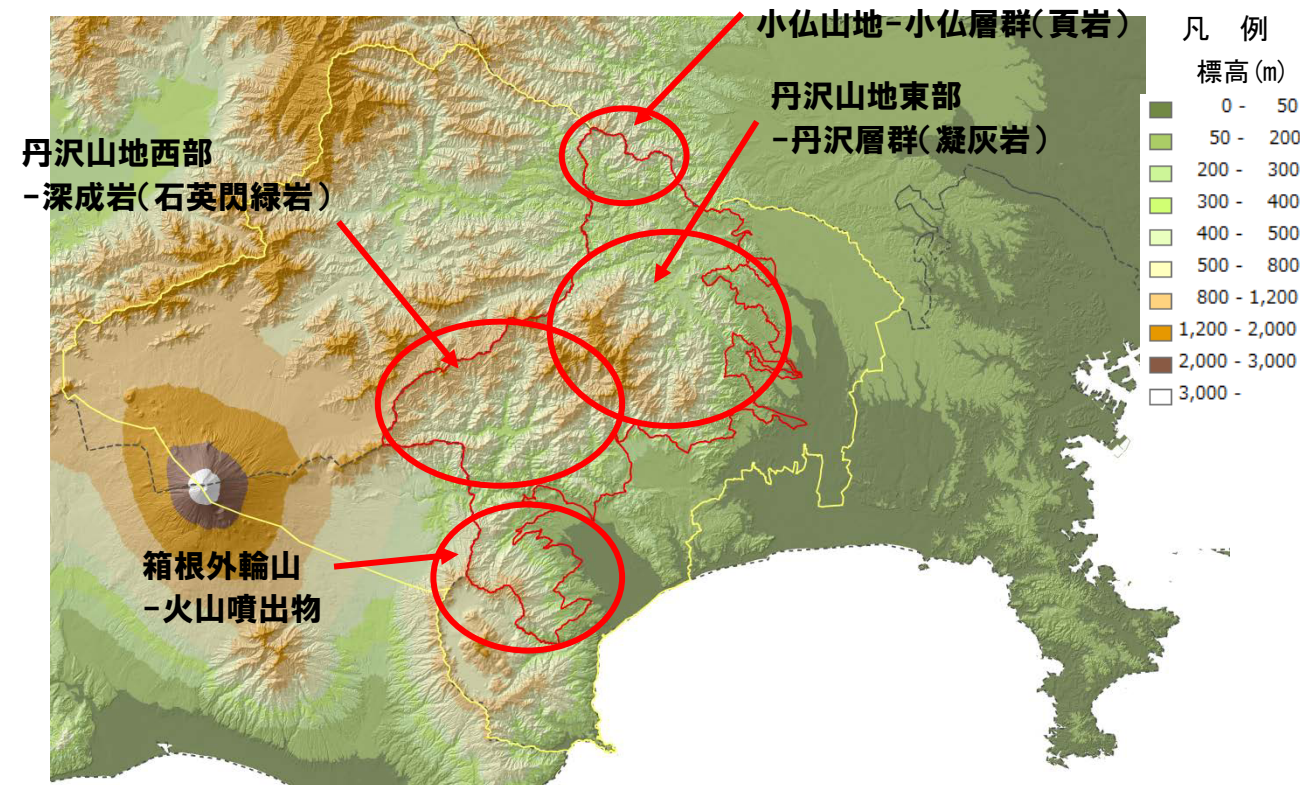 小仏山地-小仏層群(頁岩)
丹沢山地東部
-丹沢層群(凝灰岩)
丹沢山地西部
-深成岩(石英閃緑岩)
箱根外輪山
-火山噴出物
凡　例
標高(m)
0 - 50
50 - 200
200 - 300
300 - 400
400 - 500
500 - 800
800 - 1,200
1,200 - 2,000
2,000 - 3,000
3,000 -